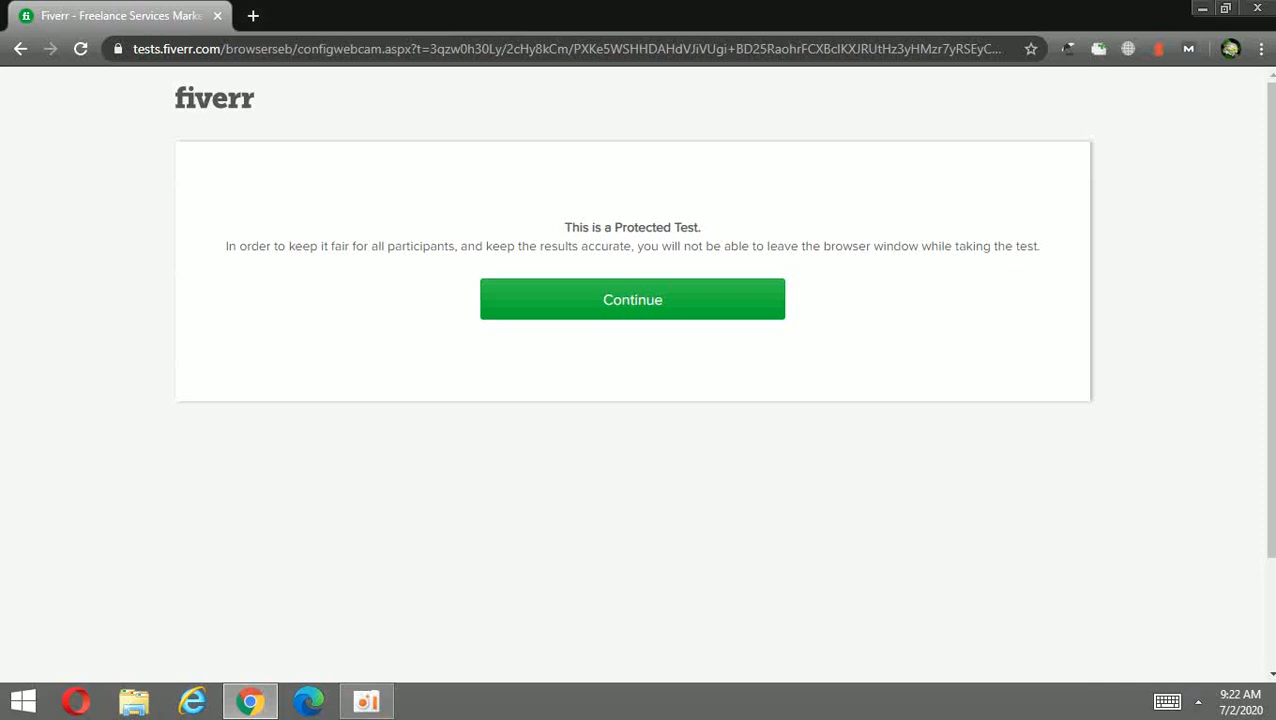 Fiverr - Freelance Services Mark
tests.fiverr.com/browserseb/configwebcam.aspx?t=3qzw0h30Ly/2cHy8kCm/PXKe5WSHHDAHdVJiVUgi+BD25RaohrFCXBcIKXJRUtHz3yHMzr7yRSEyC...
fiverr
This is a Protected Test.
In order to keep it fair for all participants, and keep the results accurate, you will not be able to leave the browser window while taking the test.
Continue
9:22 AM
7/2/2020